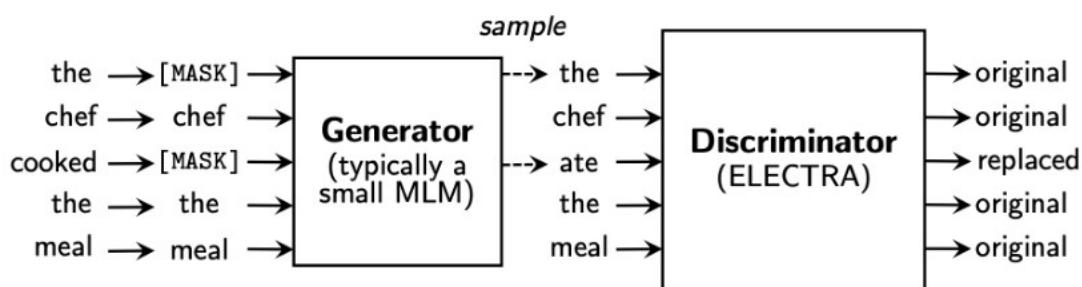 sample
the [MASK] the original
chef chef chef original
cooked [MASK] ate replaced
the the the original
meal meal meal original
Generator
(typically a
small MLM)
Discriminator
(ELECTRA)